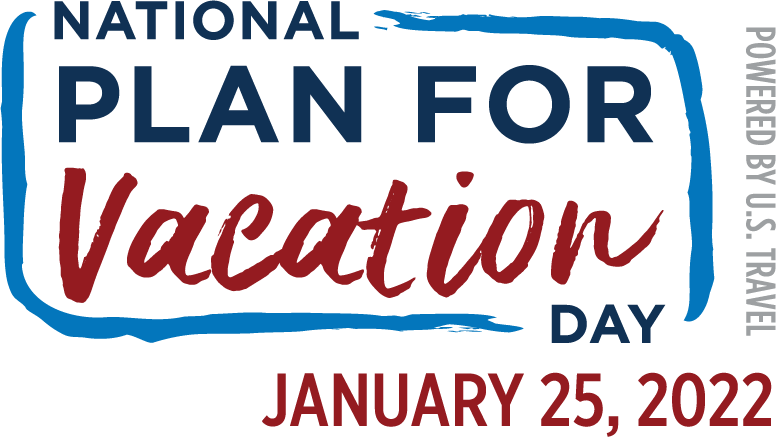 NATIONAL
PLAN FOR
Vacation
DAY
JANUARY 25, 2022
POWERED BY U.S. TRAVEL